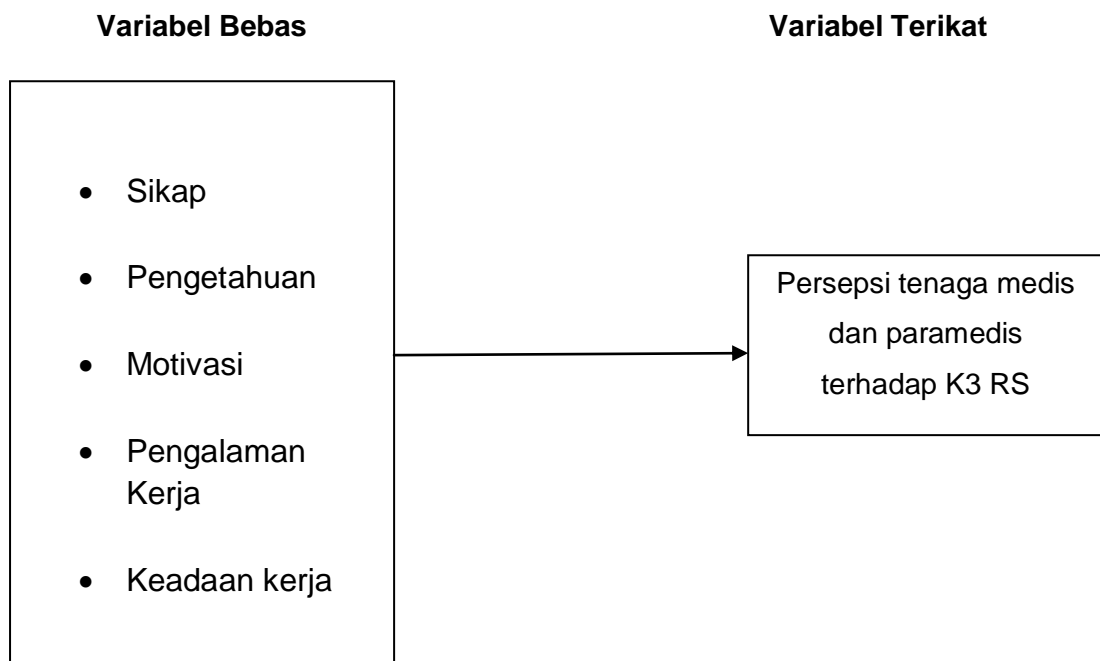 Variabel Bebas
Variabel Terikat
• Sikap
• Pengetahuan
• Motivasi
• Pengalaman
Kerja
• Keadaan kerja
Persepsi tenaga medis
dan paramedis
terhadap K3 RS